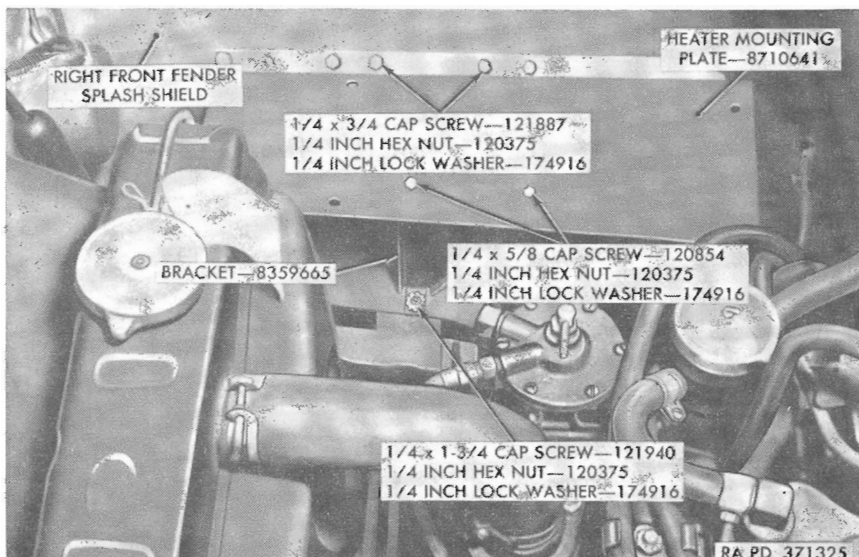 HEATER MOUNTING
PLATE—8710641
RIGHT FRONT FENDER
SPLASH SHIELD
1/4 x 3/4 CAP SCREW—121887
1/4 INCH HEX NUT—120375
1/4 INCH LOCK WASHER—174916
1/4 x 5/8 CAP SCREW—120854
1/4 INCH HEX NUT—120375
1/4 INCH LOCK WASHER—174916
BRACKET—8359665
1/4 x 1-3/4 CAP SCREW—121940
1/4 INCH HEX NUT—120375
1/4 INCH LOCK WASHER—174916
RA PD 371325